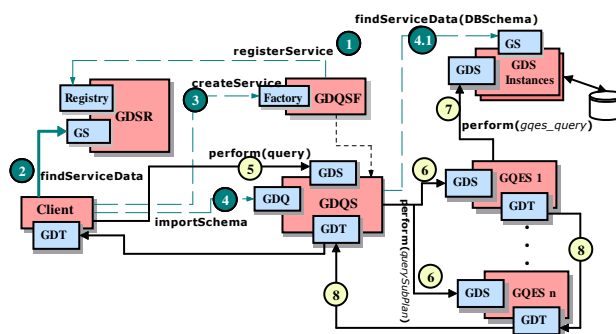 findServiceData(DBSchema)
1
4.1
GS
registerService
GDS
GDS
Instances
createService
Registry
3
Factory
GDQSF
GDSR
GS
7
perform(gqes_query)
2
findServiceData
perform(query)
5
GDS
6
GDS
GQES 1
Client
4
GDQ
GDQS
GDT
importSchema
GDT
GDT
perform(querySubPlan)
8
8
6
GDS
GQES n
GDT